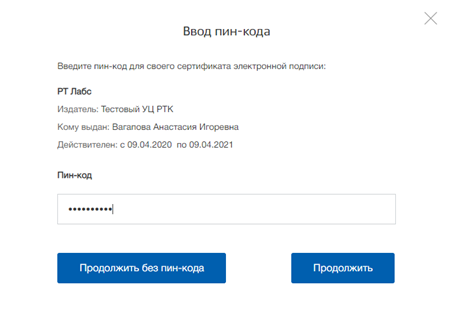 Ввод пин-кода
Введите пин-код для своего сертификата электронной подписи:
РТ Лабс
Издатель: Тестовый УЦ РТК
Кому выдан: Вагапова Анастасия Игоревна
Действителен: с 09.04.2020 по 09.04.2021
Пин-код
••••••••••
Продолжить без пин-кода
Продолжить